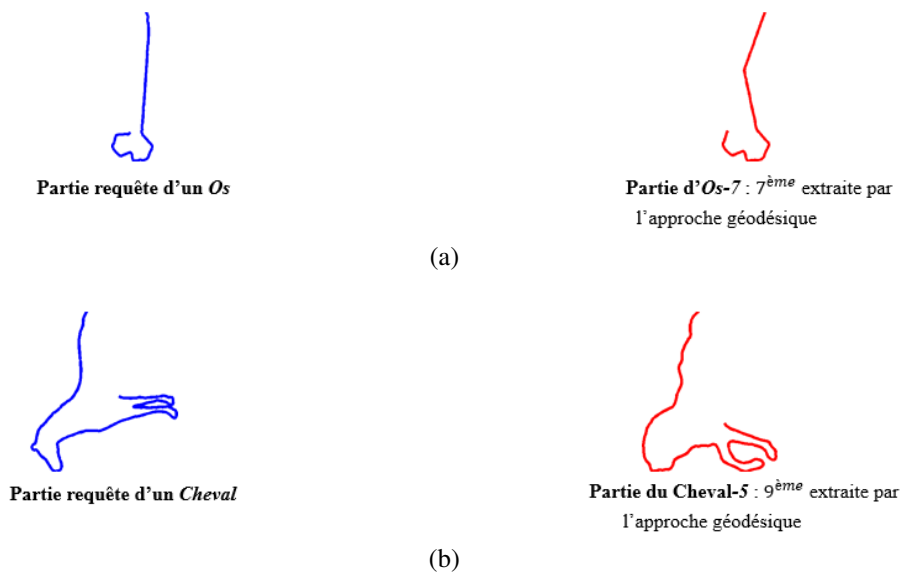 Partie requête d'un Os
Partie d'Os-7 : 7ème extraite par
l'approche géodésique
(a)
Partie requête d'un Cheval
Partie du Cheval-5 : 9ème extraite par
l'approche géodésique
(b)